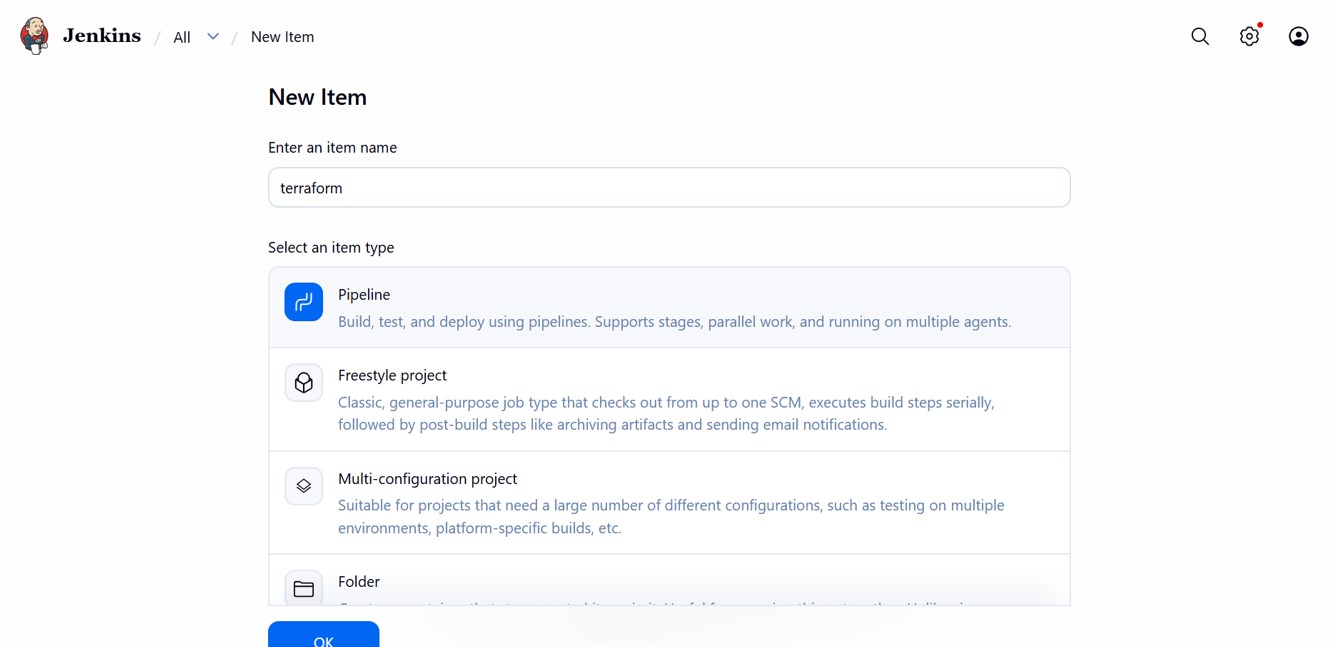 Jenkins / All / New Item
New Item
Enter an item name
terraform
Select an item type
Pipeline
Build, test, and deploy using pipelines. Supports stages, parallel work, and running on multiple agents.
Freestyle project
Classic, general-purpose job type that checks out from up to one SCM, executes build steps serially,
followed by post-build steps like archiving artifacts and sending email notifications.
Multi-configuration project
Suitable for projects that need a large number of different configurations, such as testing on multiple
environments, platform-specific builds, etc.
Folder
OK